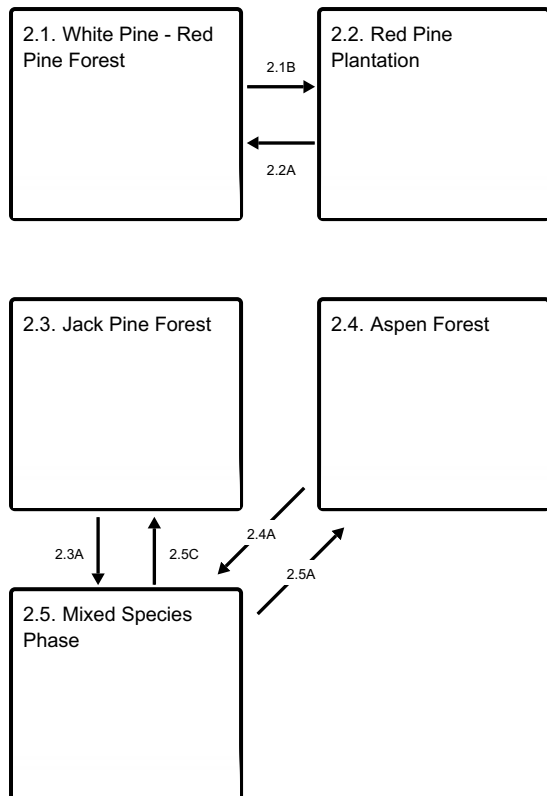 2.1. White Pine - Red
Pine Forest
2.1B
2.2. Red Pine
Plantation
2.2A
2.3. Jack Pine Forest
2.4. Aspen Forest
2.3A
2.5C
2.4A
2.5A
2.5. Mixed Species
Phase